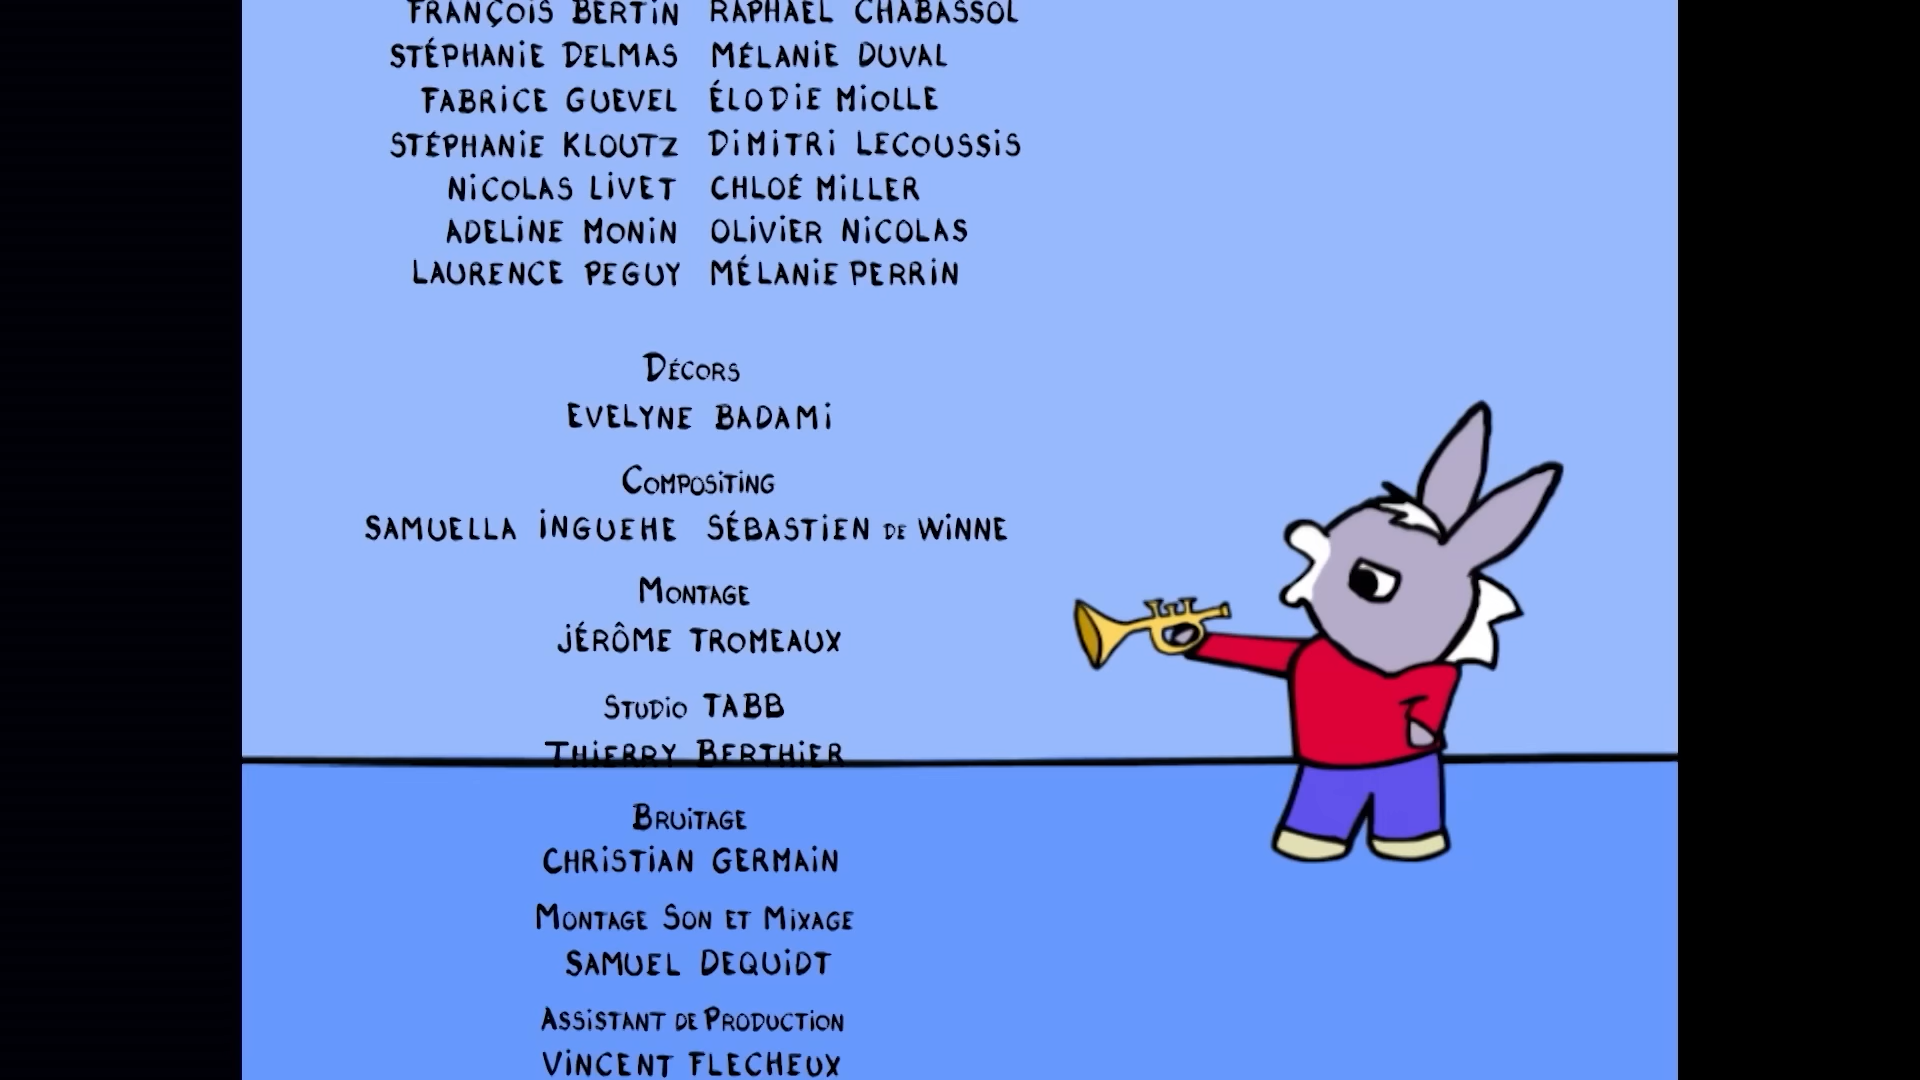 FRANÇOIS BERTIN RAPHAEL CHABASSOL
STÉPHANIE DELMAS MÉLANIE DUVAL
FABRICE GUEVEL ÉLODIE MIOLLE
STÉPHANIE KLOUTZ DIMITRI LECOUSSIS
NICOLAS LIVET CHLOÉ MILLER
ADELINE MONIN OLIVIER NICOLAS
LAURENCE PEGUY MÉLANIE PERRIN
DÉCORS
EVELYNE BADAMI
COMPOSITING
SAMUELLA INGUEHE SÉBASTIEN DE WINNE
MONTAGE
JÉRÔME TROMEAUX
STUDIO TABB
THIERRY BERTHIER
BRUITAGE
CHRISTIAN GERMAIN
MONTAGE SON ET MIXAGE
SAMUEL DEQUIDT
ASSISTANT DE PRODUCTION
VINCENT FLECHEUX